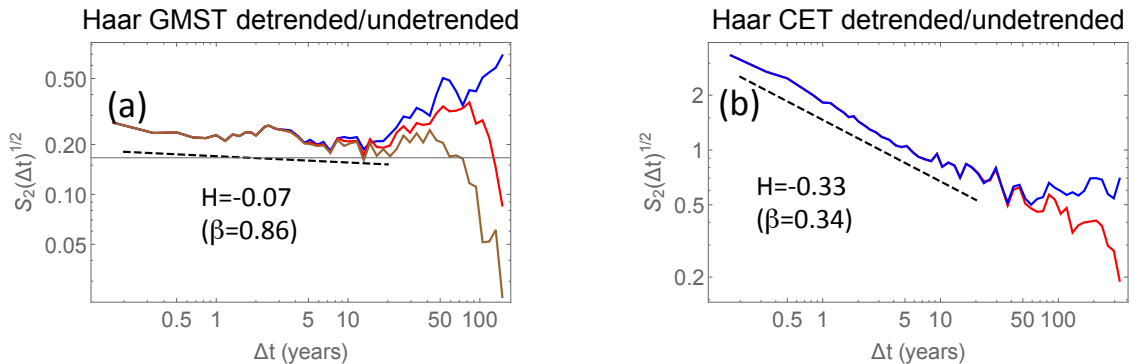 Haar GMST detrended/undetrended
(a)
S₂(Δt)^1/2
0.50
0.20
0.10
0.05
H=-0.07
(β=0.86)
0.5 1 5 10 50 100
Δt (years)
Haar CET detrended/undetrended
(b)
S₂(Δt)^1/2
2
1
0.5
0.2
H=-0.33
(β=0.34)
0.5 1 5 10 50 100
Δt (years)